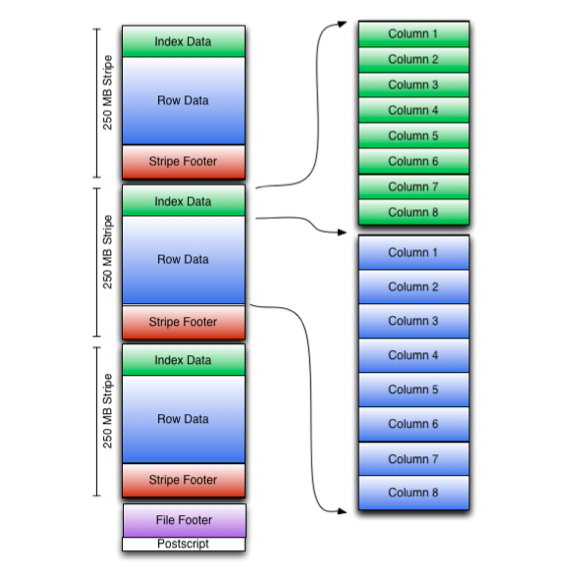 250 MB Stripe
Index Data
Row Data
Stripe Footer
250 MB Stripe
Index Data
Row Data
Stripe Footer
250 MB Stripe
Index Data
Row Data
Stripe Footer
File Footer
Postscript
Column 1
Column 2
Column 3
Column 4
Column 5
Column 6
Column 7
Column 8
Column 1
Column 2
Column 3
Column 4
Column 5
Column 6
Column 7
Column 8